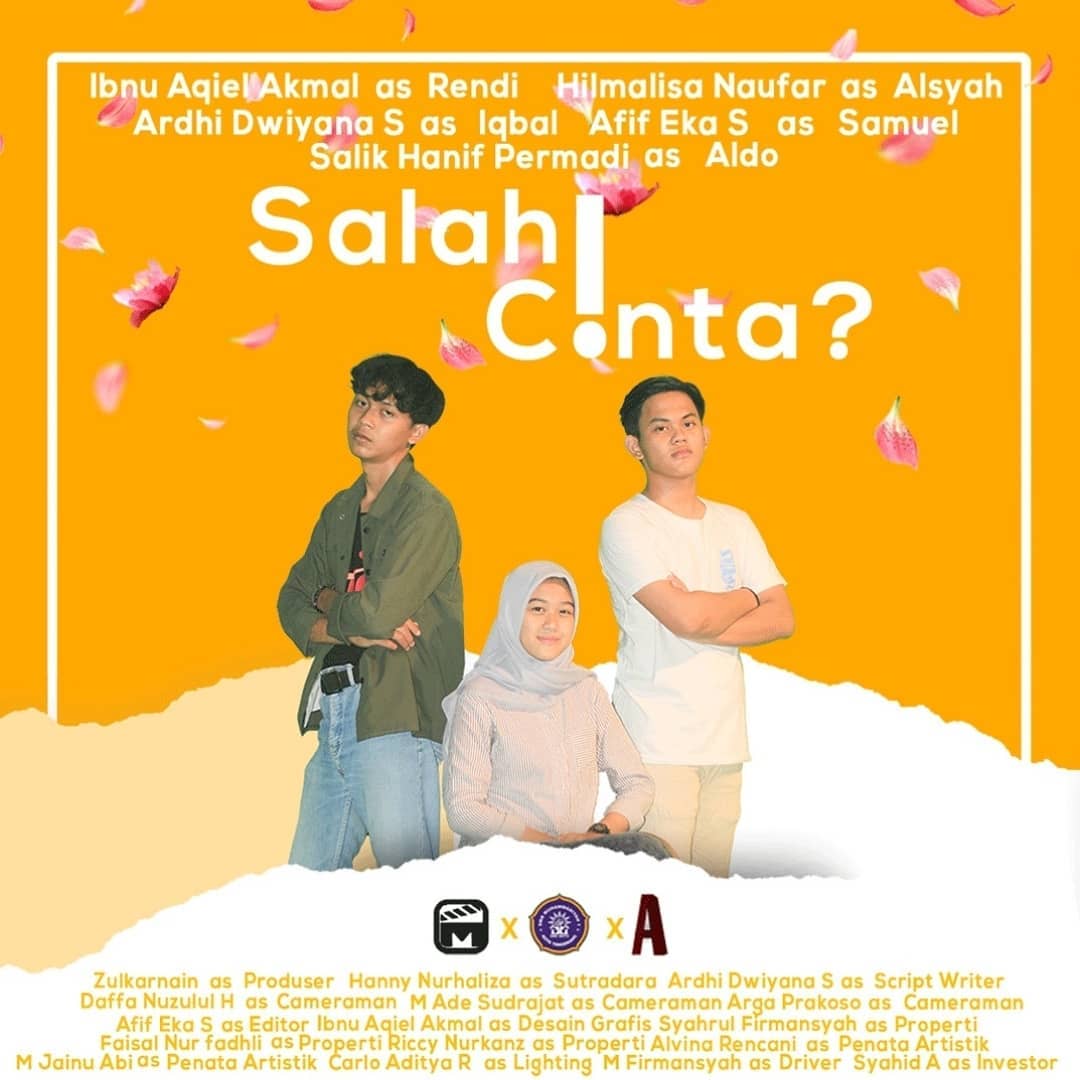 Ibnu Aqiel Akmal as Rendi Hilmalisa Naufar as Alsyah
Ardhi Dwiyana S as Iqbal Afif Eka S as Samuel
Salik Hanif Permadi as Aldo
Salah
C!nta?
M x x A
Zulkarnain as Produser Hanny Nurhaliza as Sutradara Ardhi Dwiyana S as Script Writer
Daffa Nuzulul H as Cameraman M Ade Sudrajat as Cameraman Arga Prakoso as Cameraman
Afif Eka S as Editor Ibnu Aqiel Akmal as Desain Grafis Syahrul Firmansyah as Properti
Faisal Nur fadhli as Properti Riccy Nurkanz as Properti Alvina Rencani as Penata Artistik
M Jainu Abi as Penata Artistik Carlo Aditya R as Lighting M Firmansyah as Driver Syahid A as Investor